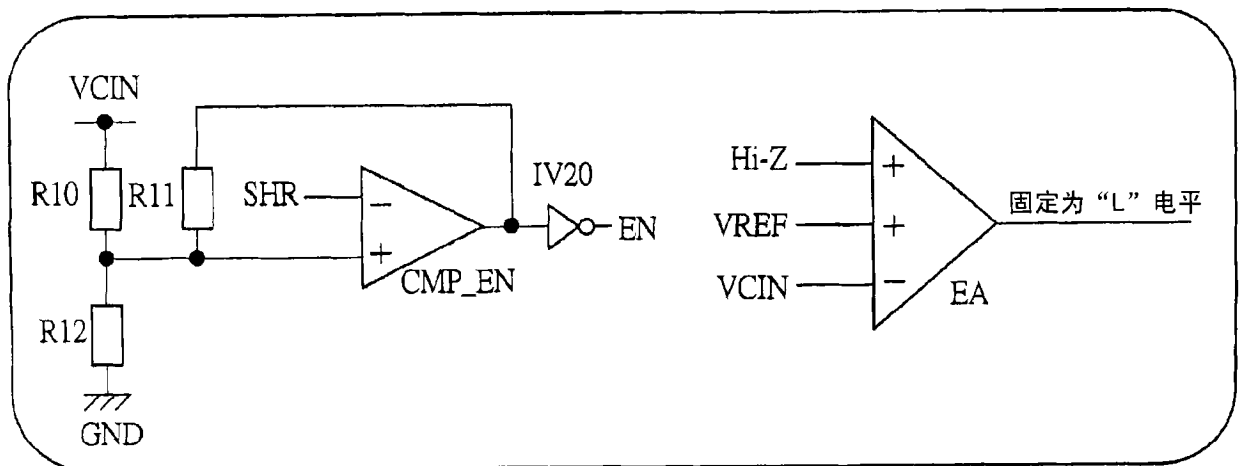 VCIN
R10
R11
SHR
−
+
CMP_EN
IV20
EN
R12
GND
Hi-Z
+
VREF
+
VCIN
−
EA
固定为“L”电平